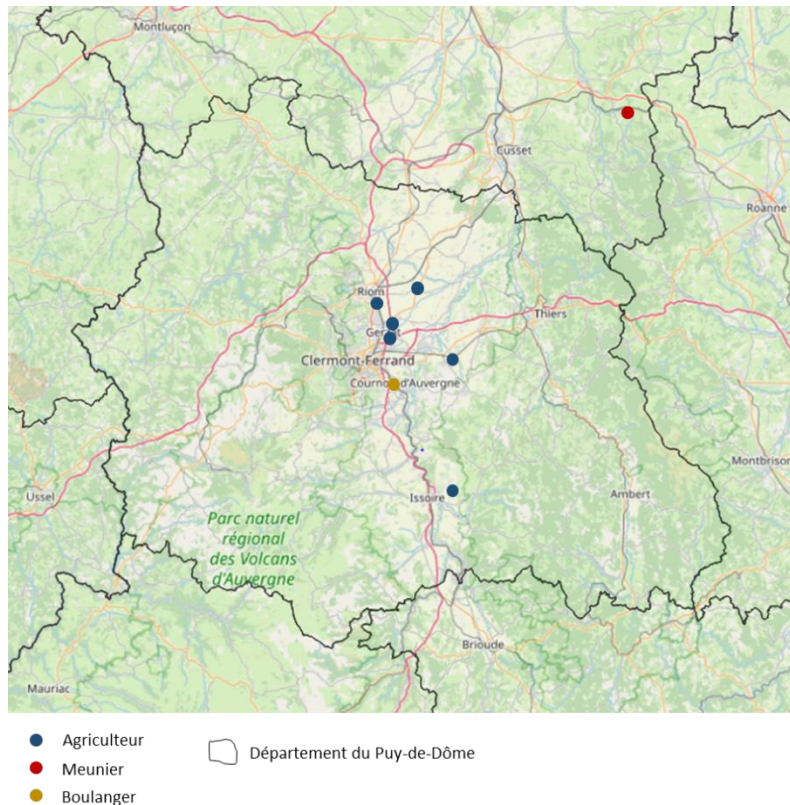 Montluçon
Cusset
Roanne
Riom
Thiers
Clermont-Ferrand
Cournon-d'Auvergne
Montbrison
Ussel
Issoire
Ambert
Parc naturel
régional
des Volcans
d'Auvergne
Brioude
Mauriac
Agriculteur
Département du Puy-de-Dôme
Meunier
Boulanger